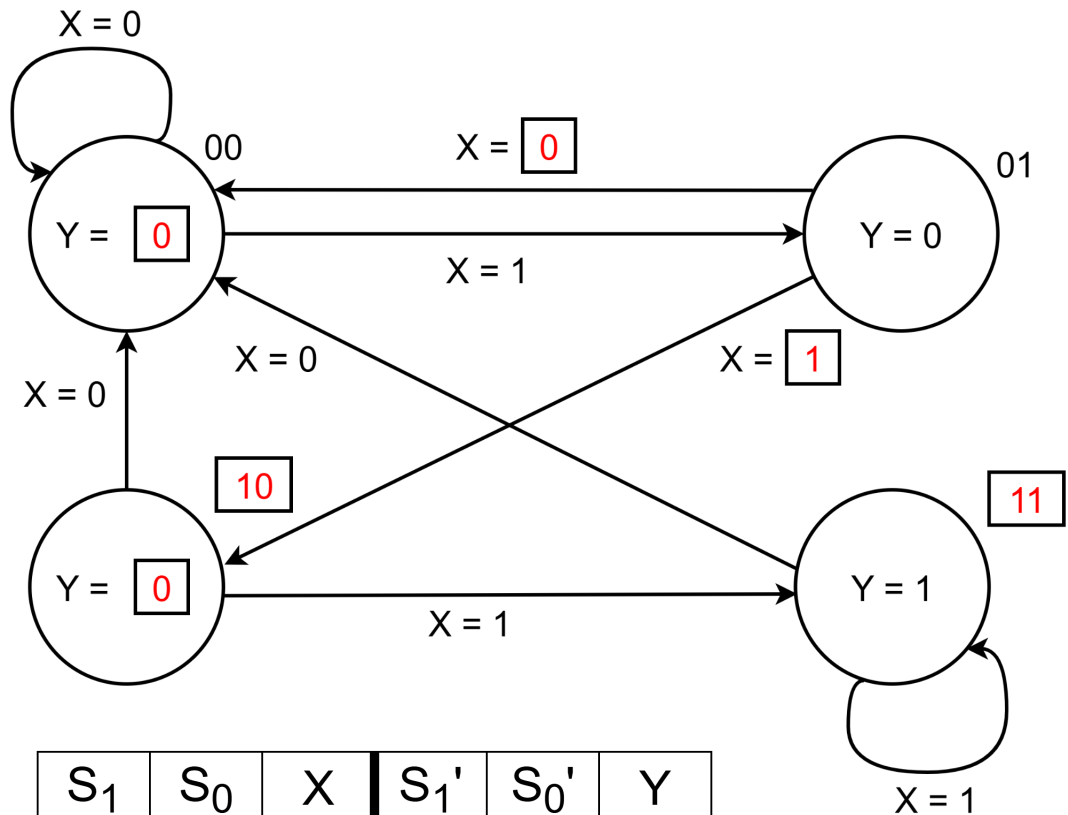 X = 0
00
X = 0
01
Y = 0
Y = 0
X = 1
X = 0
X = 1
X = 0
10
11
Y = 0
Y = 1
X = 1
S₁ S₀ X S₁' S₀' Y
X = 1